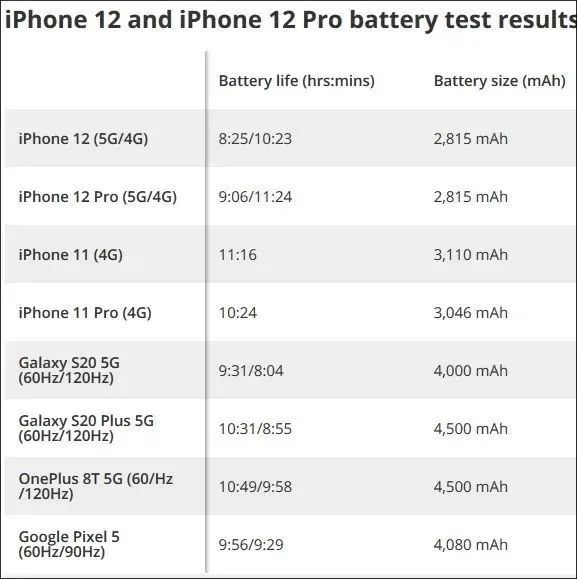 iPhone 12 and iPhone 12 Pro battery test results
Battery life (hrs:mins) Battery size (mAh)
iPhone 12 (5G/4G) 8:25/10:23 2,815 mAh
iPhone 12 Pro (5G/4G) 9:06/11:24 2,815 mAh
iPhone 11 (4G) 11:16 3,110 mAh
iPhone 11 Pro (4G) 10:24 3,046 mAh
Galaxy S20 5G
(60Hz/120Hz) 9:31/8:04 4,000 mAh
Galaxy S20 Plus 5G
(60Hz/120Hz) 10:31/8:55 4,500 mAh
OnePlus 8T 5G (60/Hz
/120Hz) 10:49/9:58 4,500 mAh
Google Pixel 5
(60Hz/90Hz) 9:56/9:29 4,080 mAh